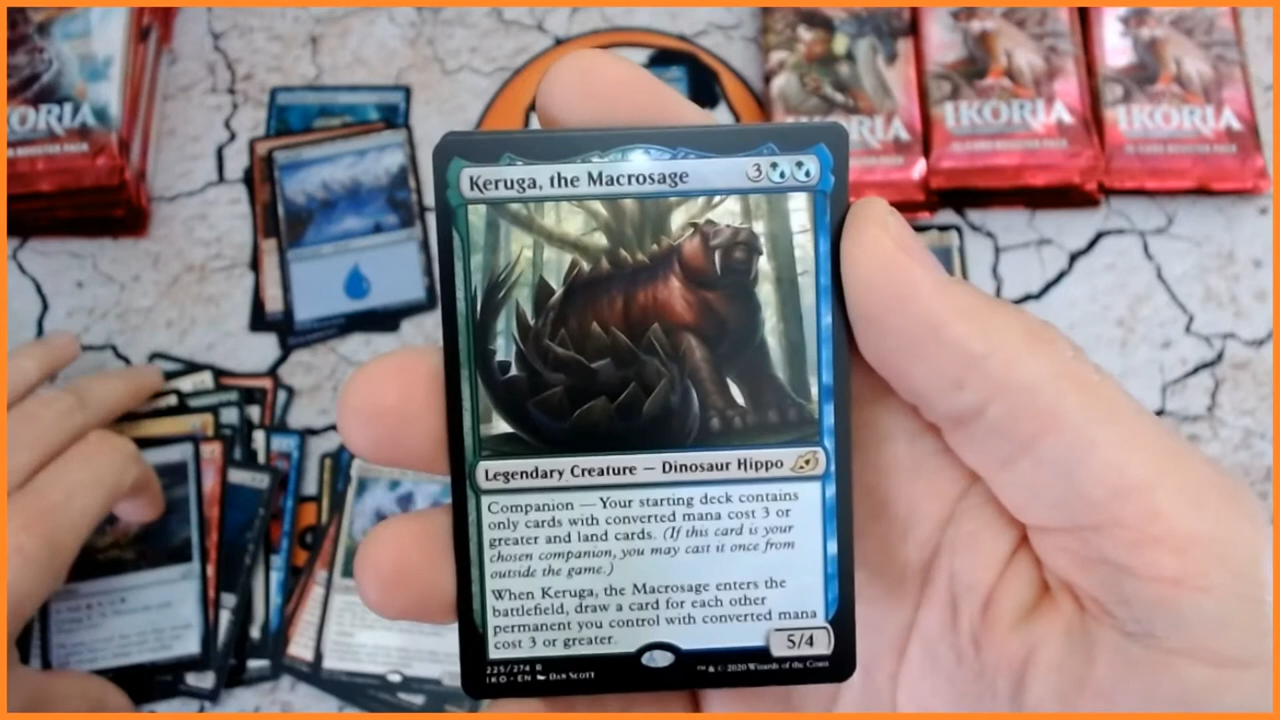 ORIA
BOOSTER PACK
RIA
IKORIA
IKORIA
Keruga, the Macrosage 3
Legendary Creature — Dinosaur Hippo
Companion — Your starting deck contains
only cards with converted mana cost 3 or
greater and land cards. (If this card is your
chosen companion, you may cast it once from
outside the game.)
When Keruga, the Macrosage enters the
battlefield, draw a card for each other
permanent you control with converted mana
cost 3 or greater.
5/4
225/274 R
IKO • EN DAN SCOTT
™ & © 2020 Wizards of the Coast